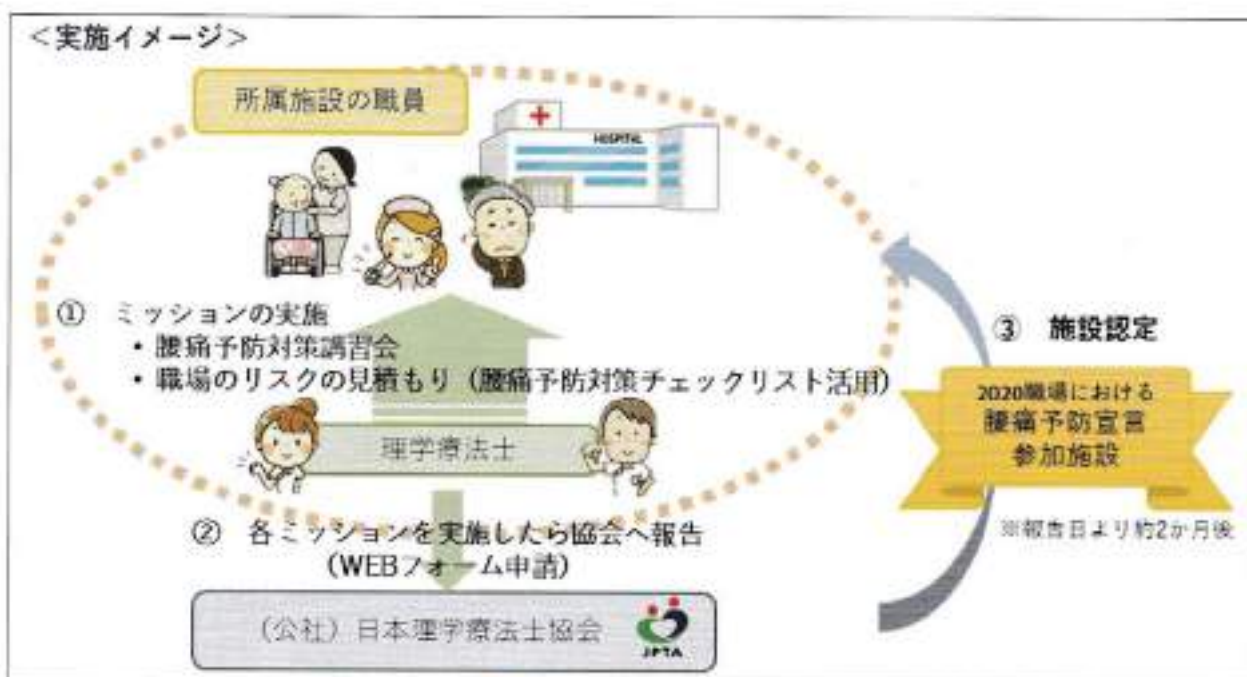 <実施イメージ>
所属施設の職員
HOSPITAL
① ミッションの実施
・腰痛予防対策講習会
・職場のリスクの見積もり（腰痛予防対策チェックリスト活用）
理学療法士
② 各ミッションを実施したら協会へ報告
（WEBフォーム申請）
（公社）日本理学療法士協会
JPTA
③ 施設認定
2020職場における
腰痛予防宣言
参加施設
※報告日より約2か月後